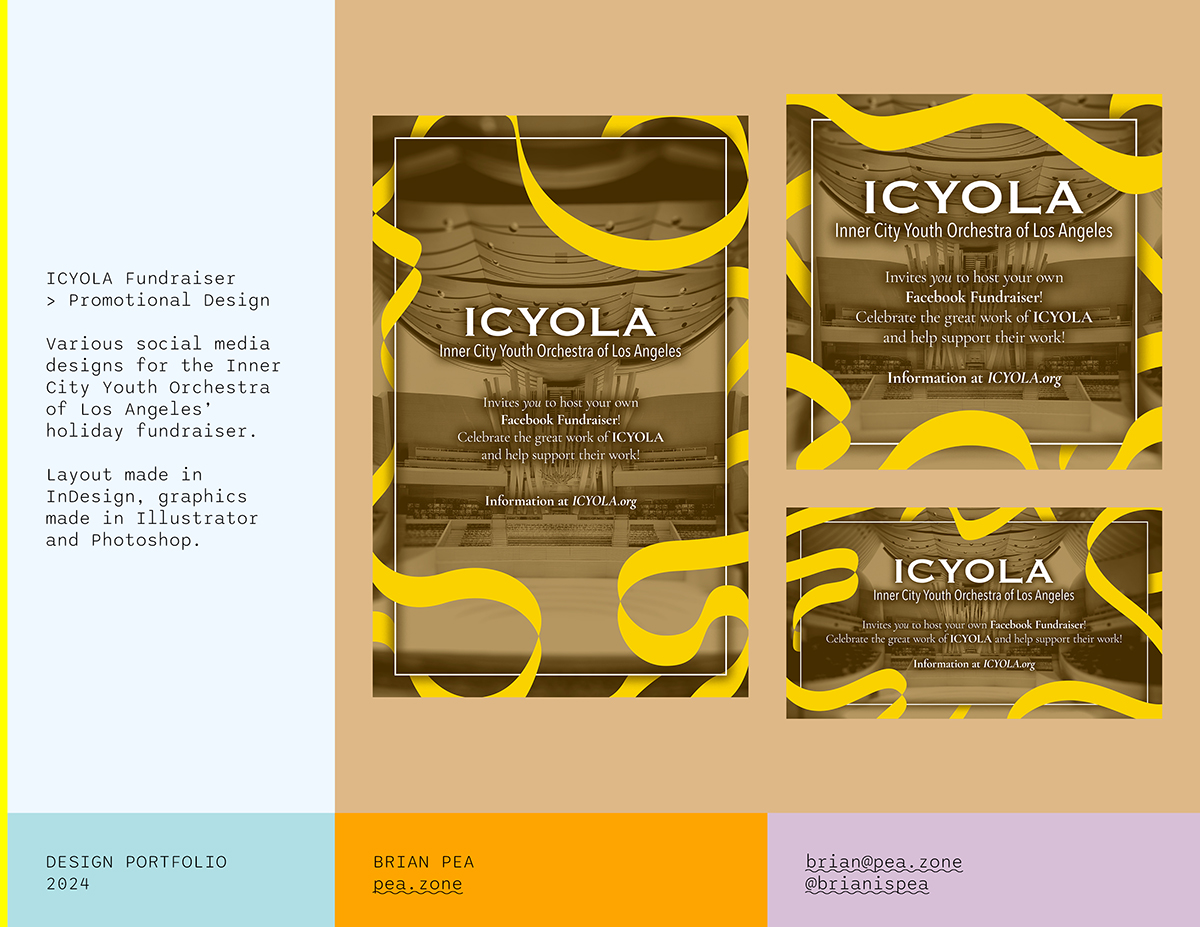 ICYOLA Fundraiser
> Promotional Design
Various social media
designs for the Inner
City Youth Orchestra
of Los Angeles’
holiday fundraiser.
Layout made in
InDesign, graphics
made in Illustrator
and Photoshop.
ICYOLA
Inner City Youth Orchestra of Los Angeles
Invites you to host your own
Facebook Fundraiser!
Celebrate the great work of ICYOLA
and help support their work!
Information at ICYOLA.org
ICYOLA
Inner City Youth Orchestra of Los Angeles
Invites you to host your own
Facebook Fundraiser!
Celebrate the great work of ICYOLA
and help support their work!
Information at ICYOLA.org
ICYOLA
Inner City Youth Orchestra of Los Angeles
Invites you to host your own Facebook Fundraiser!
Celebrate the great work of ICYOLA and help support their work!
Information at ICYOLA.org
DESIGN PORTFOLIO
2024
BRIAN PEA
pea.zone
brian@pea.zone
@brianispea